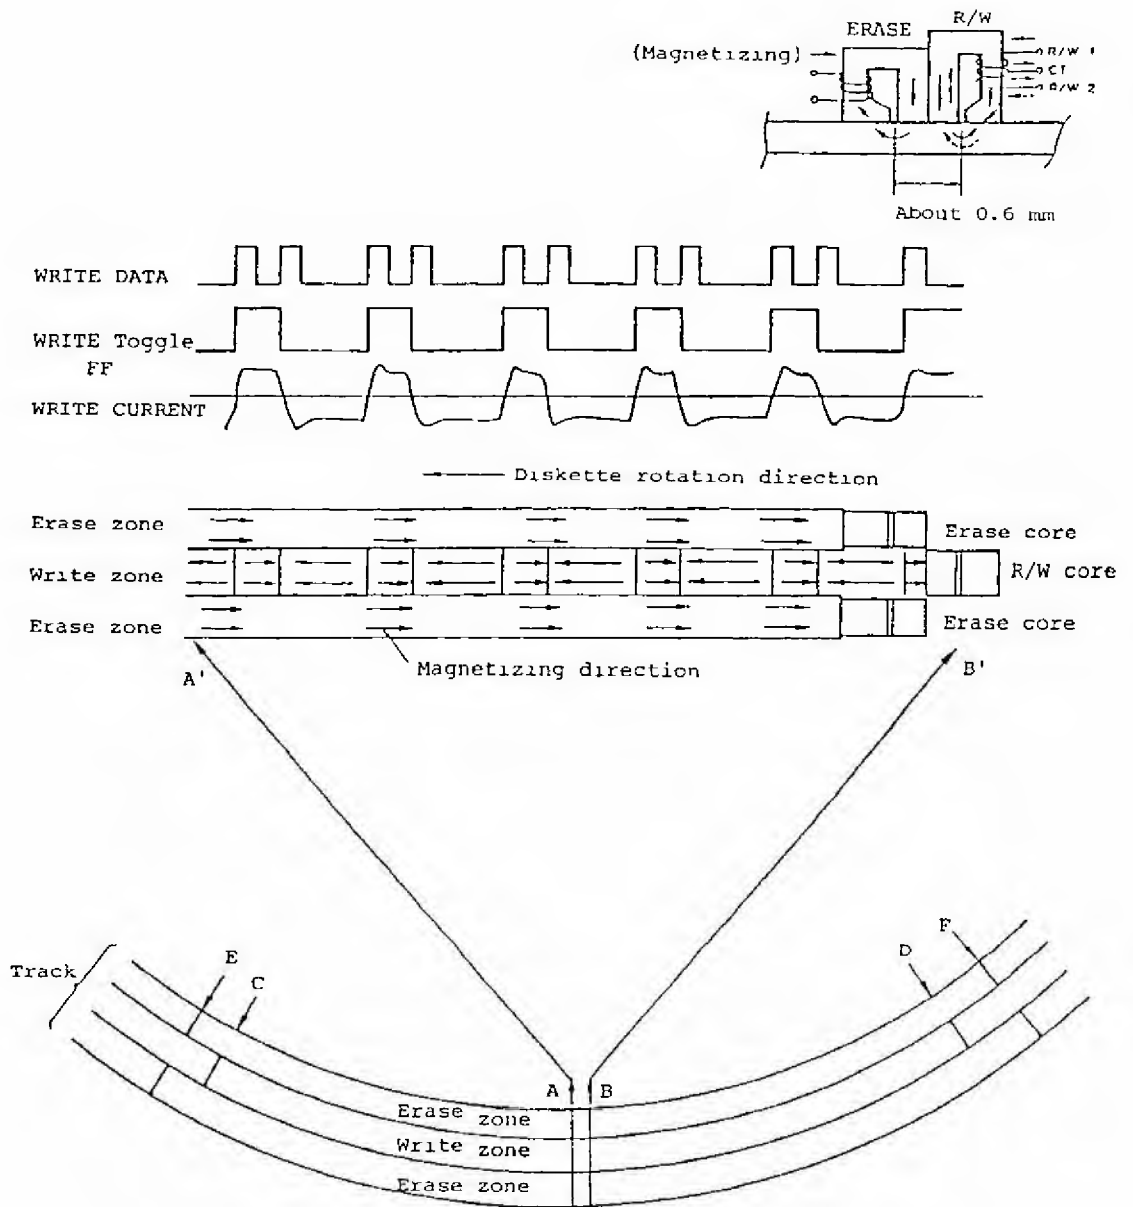 R/W
ERASE
(Magnetizing)
R/W 1
CT
R/W 2
About 0.6 mm
WRITE DATA
WRITE Toggle
FF
WRITE CURRENT
Diskette rotation direction
Erase zone
Erase core
Write zone
R/W core
Erase zone
Erase core
A'
Magnetizing direction
B'
Track
E
C
D
F
A
B
Erase zone
Write zone
Erase zone